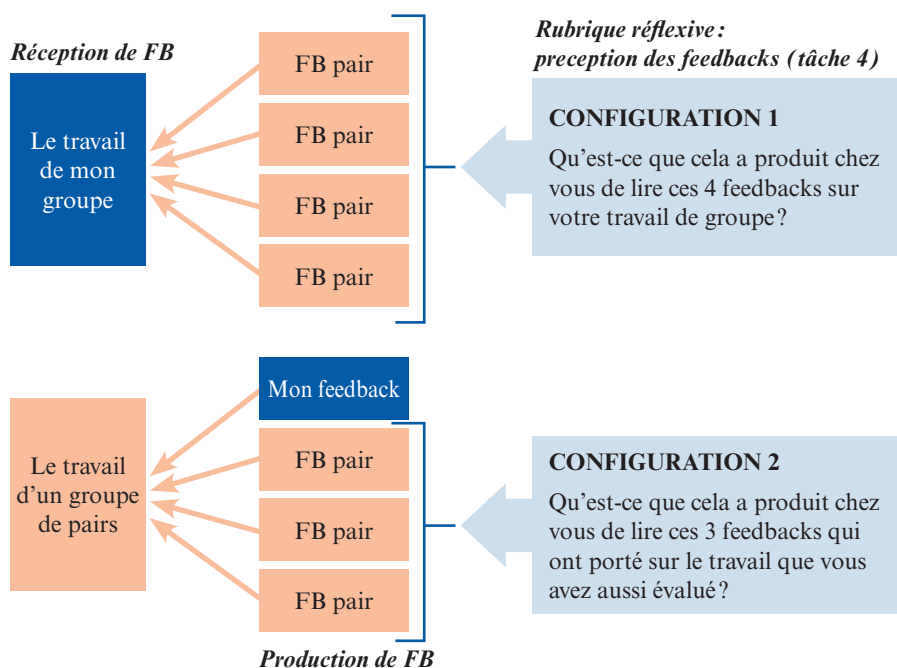 Réception de FB
Le travail
de mon
groupe
FB pair
FB pair
FB pair
FB pair
Rubrique réflexive :
preception des feedbacks (tâche 4)
CONFIGURATION 1
Qu’est-ce que cela a produit chez
vous de lire ces 4 feedbacks sur
votre travail de groupe ?
Le travail
d’un groupe
de pairs
Mon feedback
FB pair
FB pair
FB pair
Production de FB
CONFIGURATION 2
Qu’est-ce que cela a produit chez
vous de lire ces 3 feedbacks qui
ont porté sur le travail que vous
avez aussi évalué ?